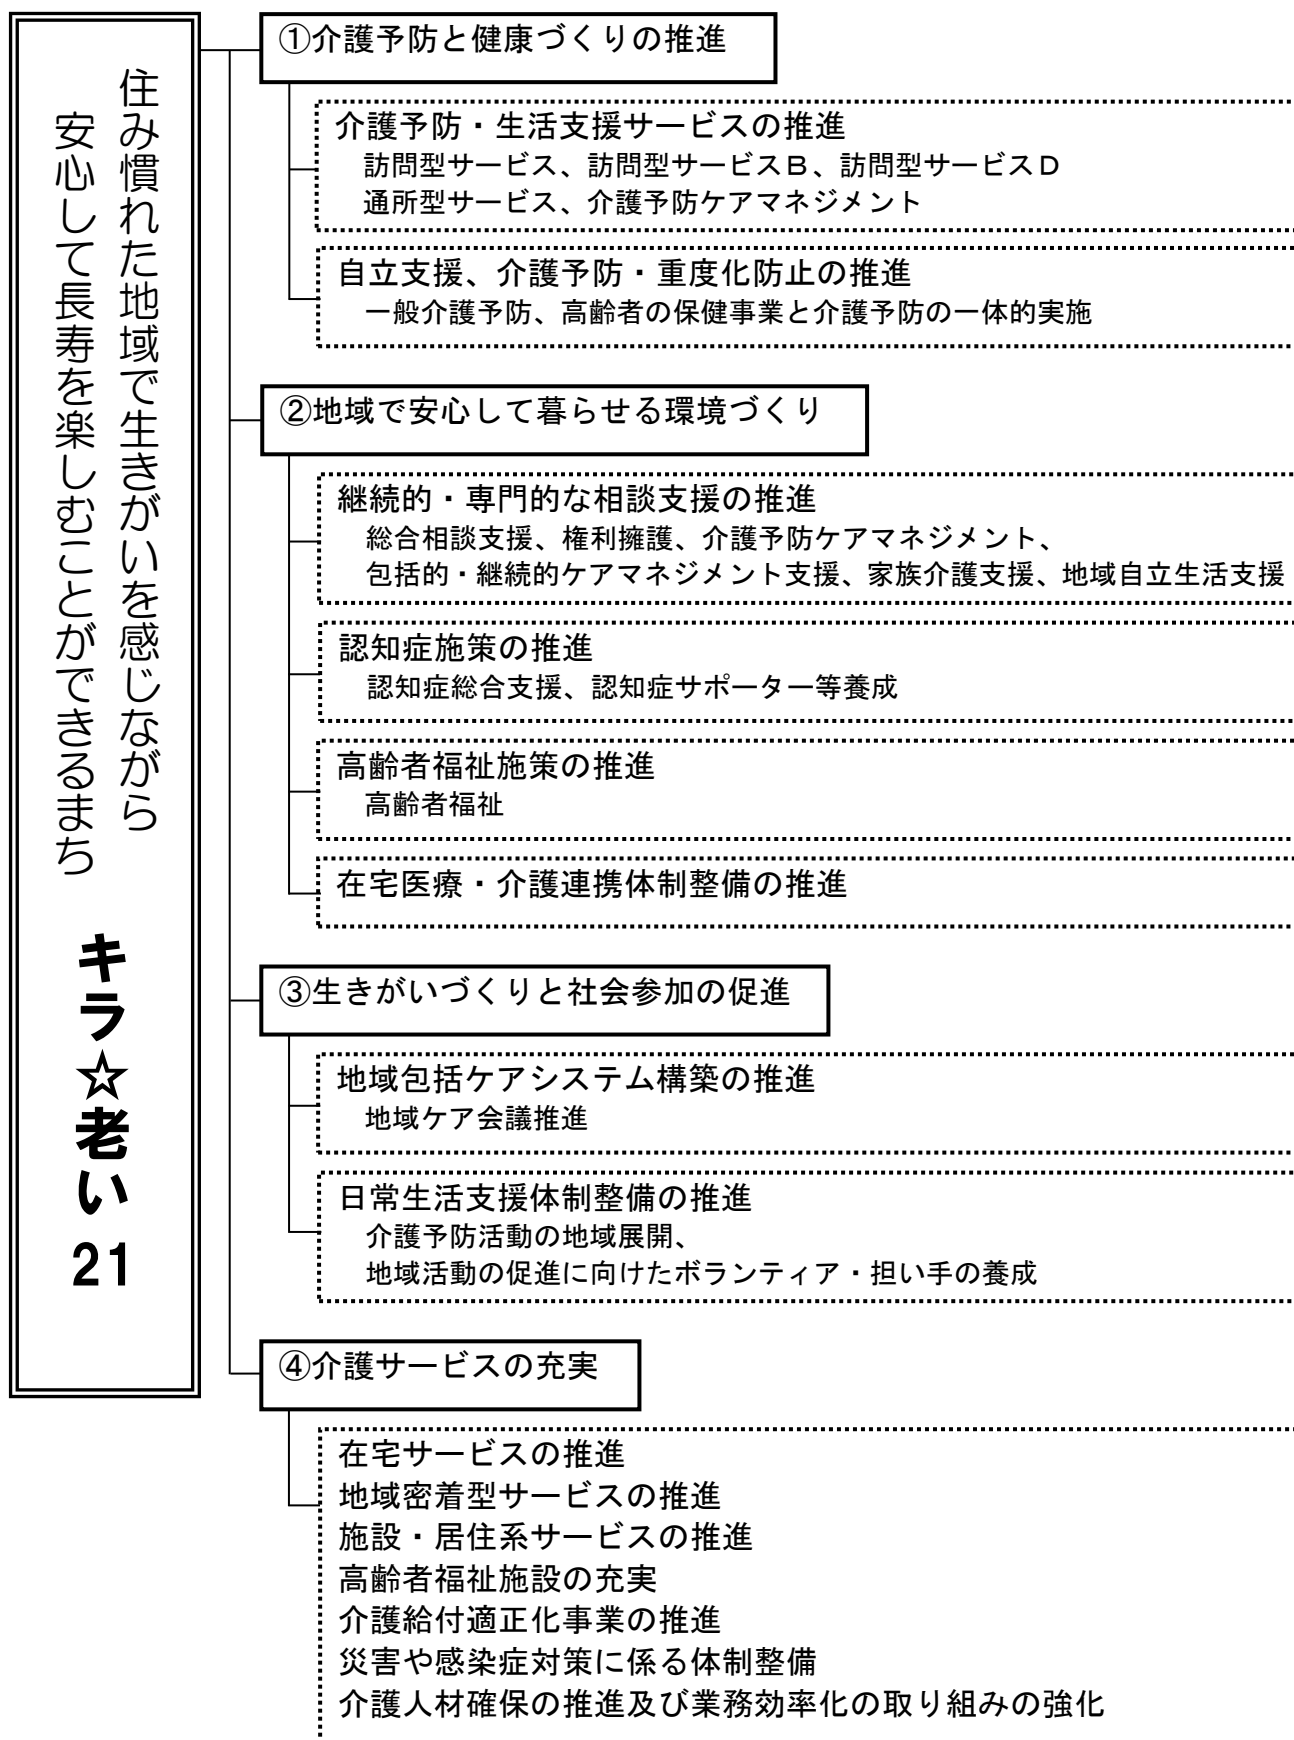 住み慣れた地域で生きがいを感じながら
安心して長寿を楽しむことができるまち
キラ☆老い21
①介護予防と健康づくりの推進
介護予防・生活支援サービスの推進
訪問型サービス、訪問型サービスＢ、訪問型サービスＤ
通所型サービス、介護予防ケアマネジメント
自立支援、介護予防・重度化防止の推進
一般介護予防、高齢者の保健事業と介護予防の一体的実施
②地域で安心して暮らせる環境づくり
継続的・専門的な相談支援の推進
総合相談支援、権利擁護、介護予防ケアマネジメント、
包括的・継続的ケアマネジメント支援、家族介護支援、地域自立生活支援
認知症施策の推進
認知症総合支援、認知症サポーター等養成
高齢者福祉施策の推進
高齢者福祉
在宅医療・介護連携体制整備の推進
③生きがいづくりと社会参加の促進
地域包括ケアシステム構築の推進
地域ケア会議推進
日常生活支援体制整備の推進
介護予防活動の地域展開、
地域活動の促進に向けたボランティア・担い手の養成
④介護サービスの充実
在宅サービスの推進
地域密着型サービスの推進
施設・居住系サービスの推進
高齢者福祉施設の充実
介護給付適正化事業の推進
災害や感染症対策に係る体制整備
介護人材確保の推進及び業務効率化の取り組みの強化